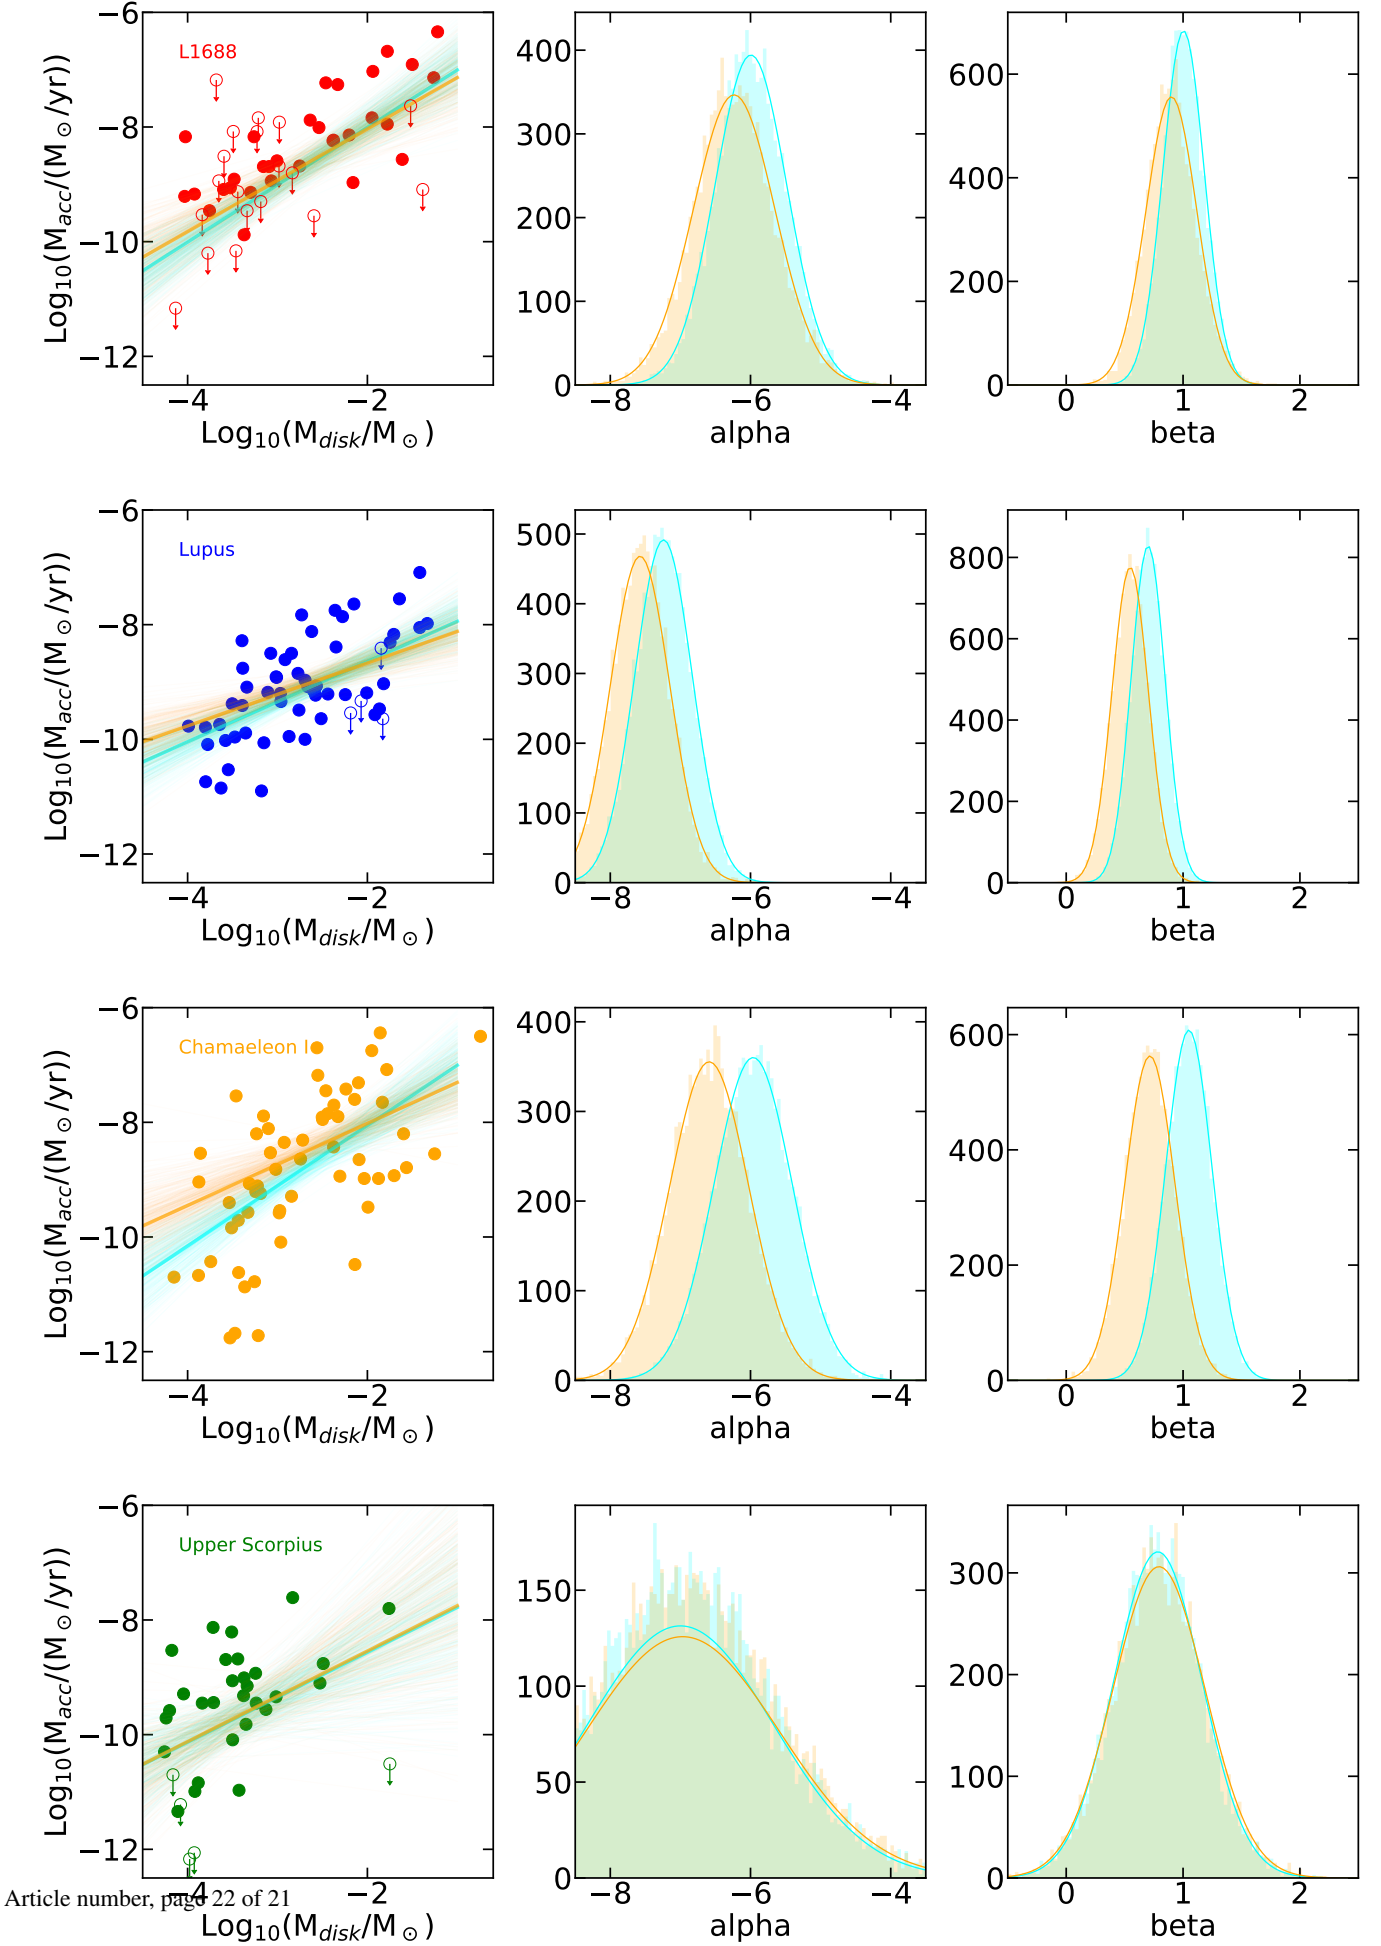 −6
−8
−10
−12
Log10(Macc/(M⊙/yr))
L1688
−4 −2
Log10(Mdisk/M⊙)
400
300
200
100
0
−8 −6 −4
alpha
600
400
200
0
0 1 2
beta
−6
−8
−10
−12
Log10(Macc/(M⊙/yr))
Lupus
−4 −2
Log10(Mdisk/M⊙)
500
400
300
200
100
0
−8 −6 −4
alpha
800
600
400
200
0
0 1 2
beta
−6
−8
−10
−12
Log10(Macc/(M⊙/yr))
Chamaeleon I
−4 −2
Log10(Mdisk/M⊙)
400
300
200
100
0
−8 −6 −4
alpha
600
400
200
0
0 1 2
beta
−6
−8
−10
−12
Log10(Macc/(M⊙/yr))
Upper Scorpius
−4 −2
Log10(Mdisk/M⊙)
150
100
50
0
−8 −6 −4
alpha
300
200
100
0
0 1 2
beta
Article number, page 22 of 21